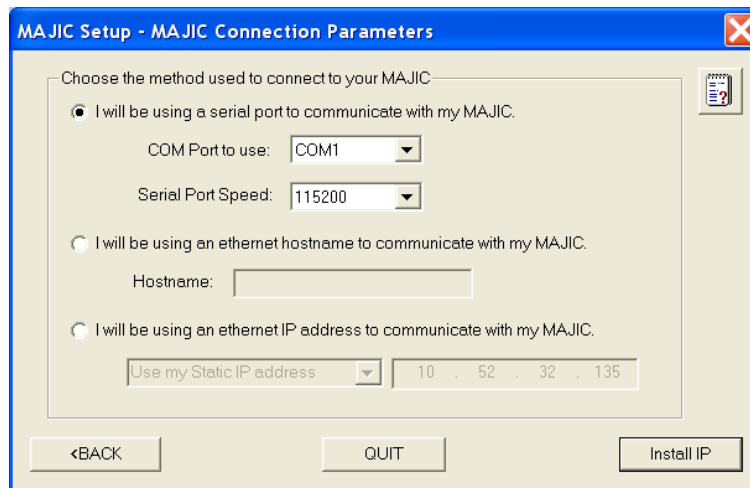 MAJIC Setup - MAJIC Connection Parameters
Choose the method used to connect to your MAJIC
I will be using a serial port to communicate with my MAJIC.
COM Port to use: COM1
Serial Port Speed: 115200
I will be using an ethernet hostname to communicate with my MAJIC.
Hostname:
I will be using an ethernet IP address to communicate with my MAJIC.
Use my Static IP address 10 . 52 . 32 . 135
<BACK QUIT Install IP